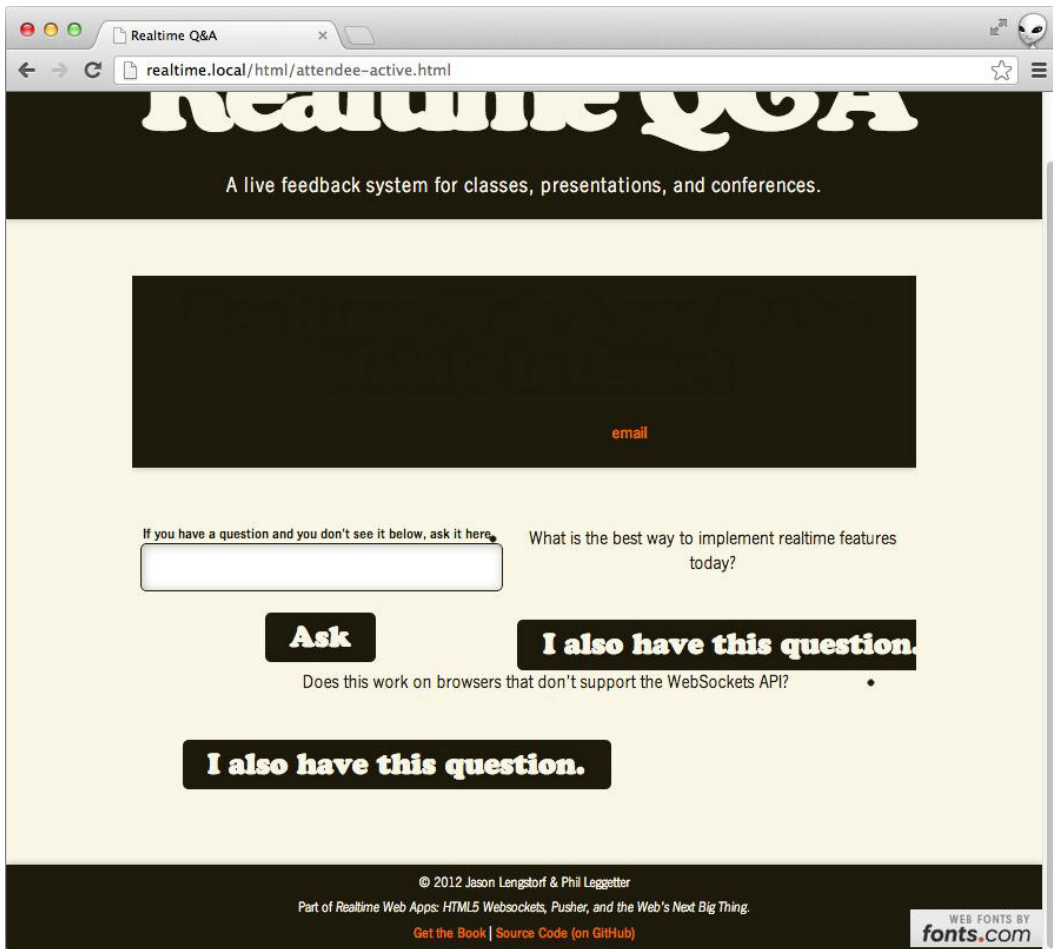 Realtime Q&A
realtime.local/html/attendee-active.html
Realtime Q&A
A live feedback system for classes, presentations, and conferences.
email
If you have a question and you don't see it below, ask it here.
What is the best way to implement realtime features
today?
Ask
I also have this question.
Does this work on browsers that don't support the WebSockets API?
I also have this question.
© 2012 Jason Lengstorf & Phil Leggetter
Part of Realtime Web Apps: HTML5 Websockets, Pusher, and the Web's Next Big Thing.
Get the Book | Source Code (on GitHub)
WEB FONTS BY
fonts.com